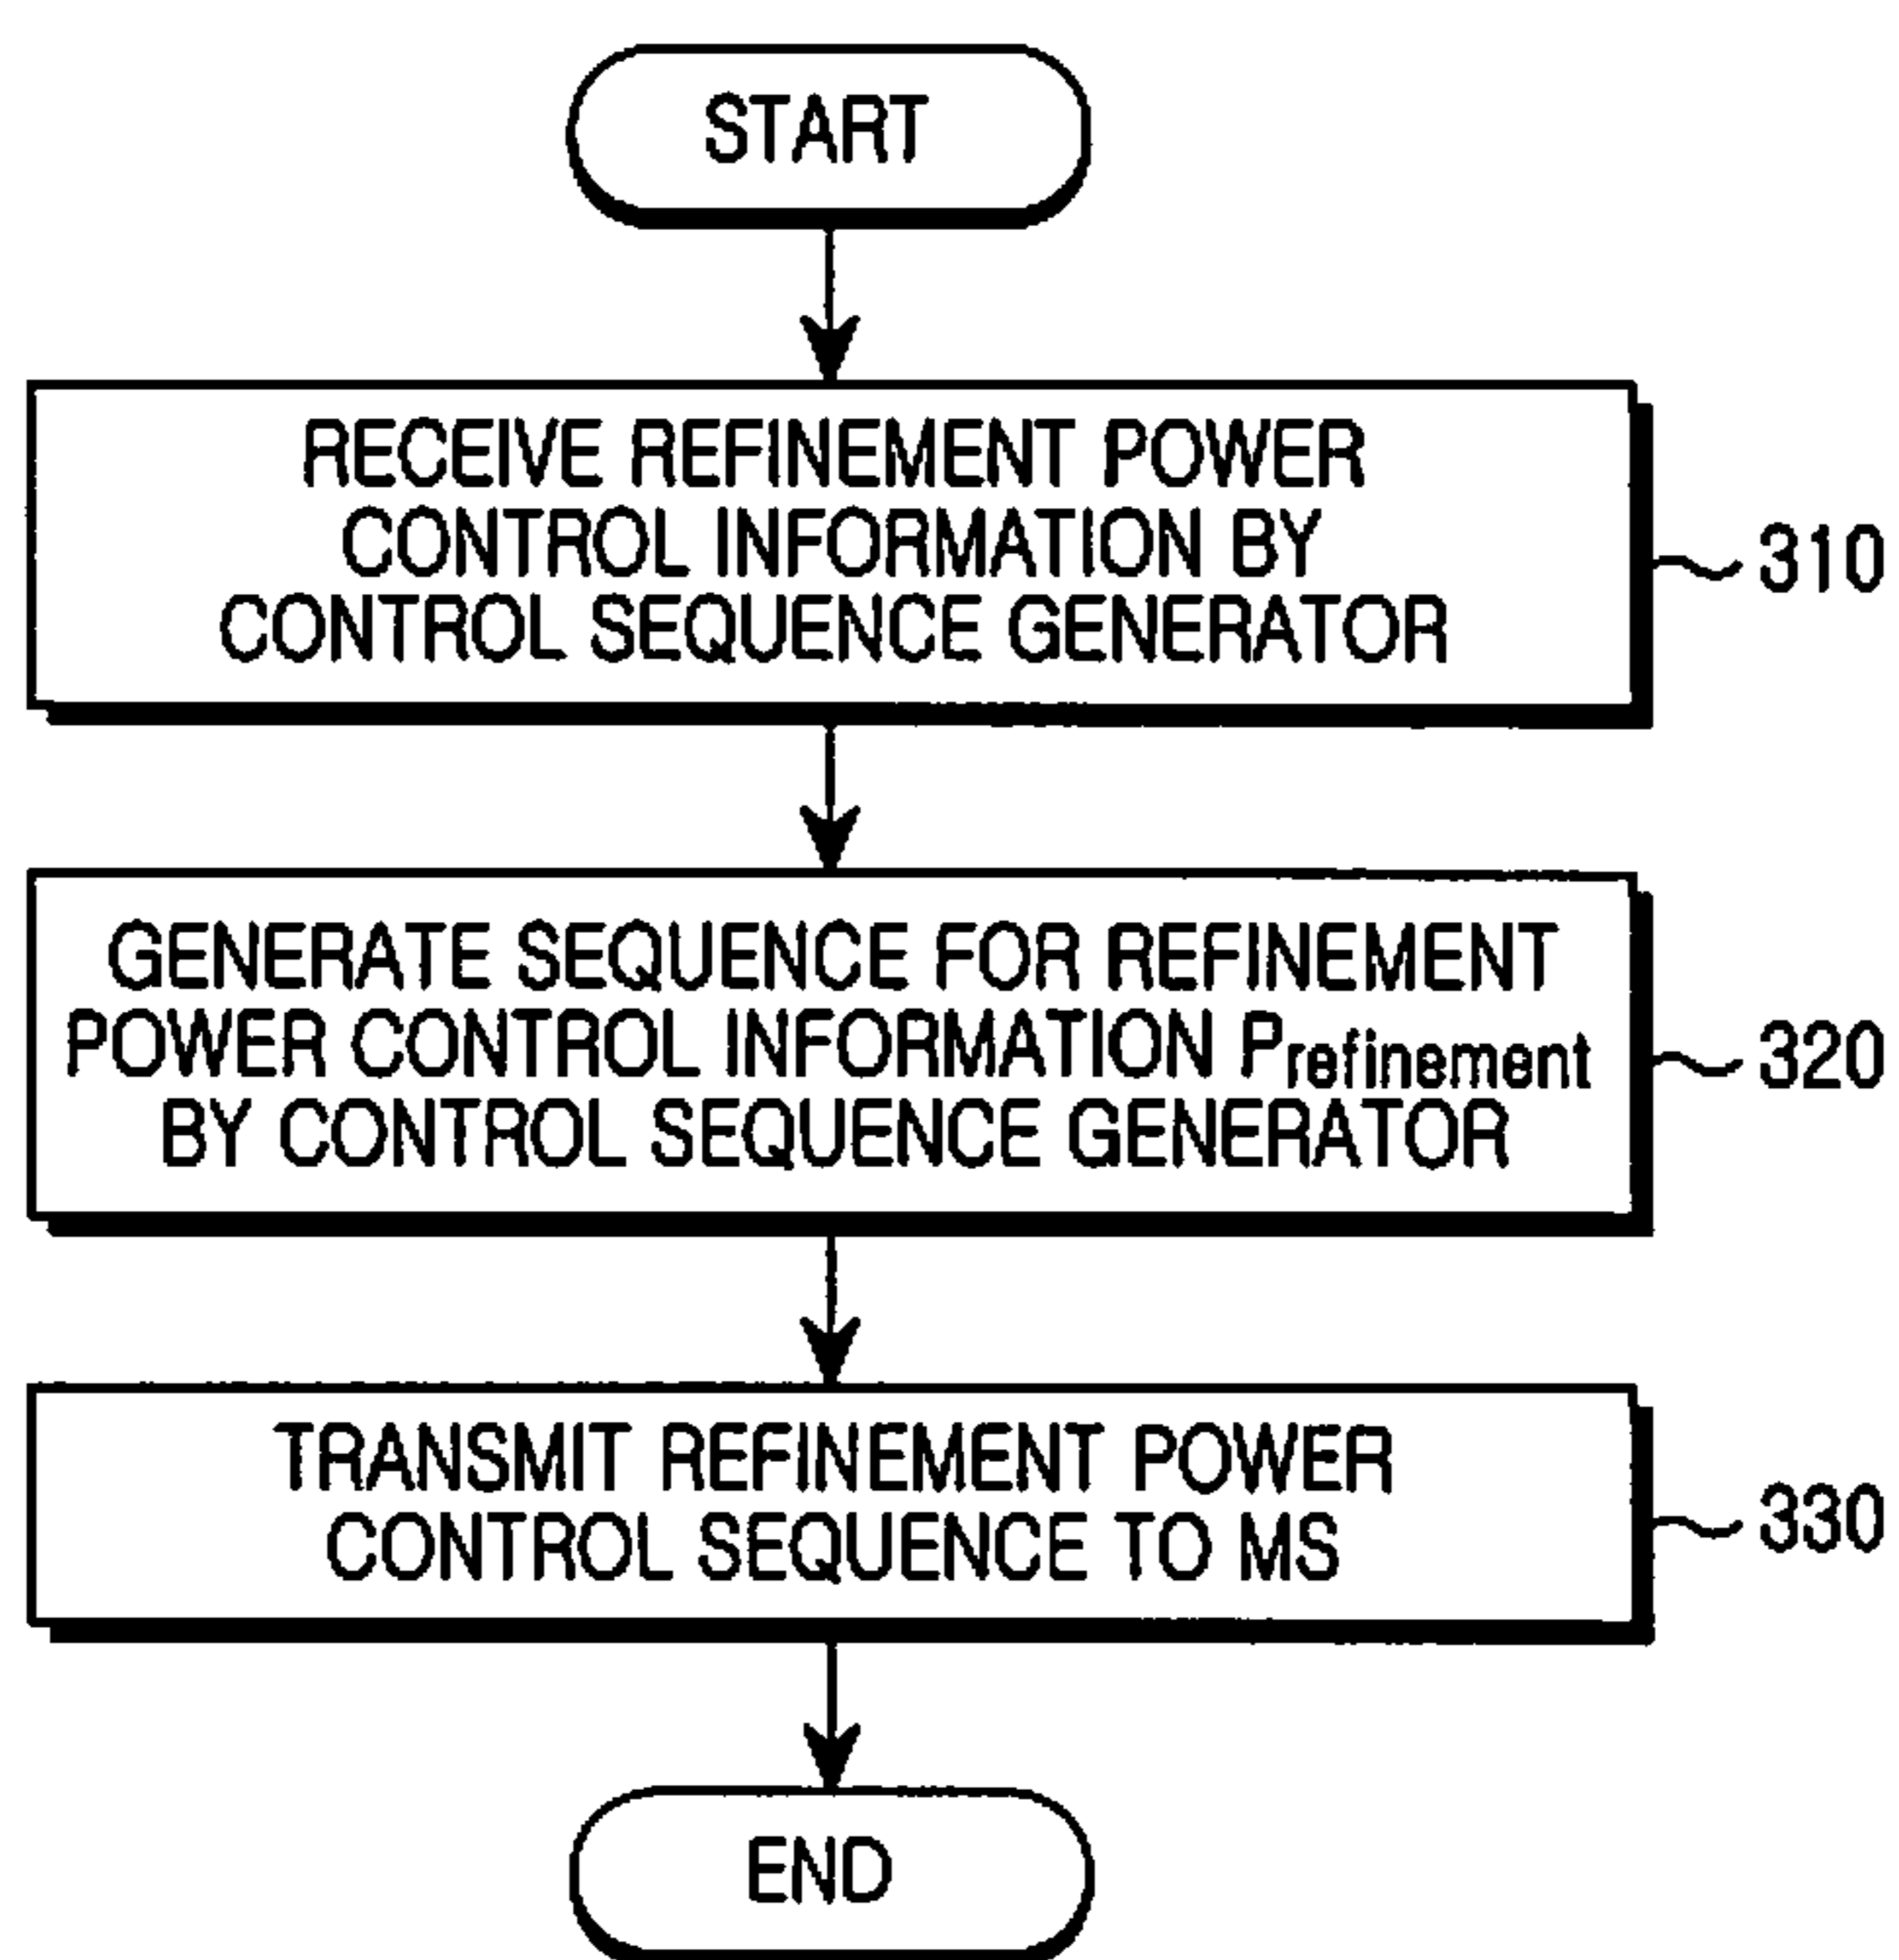 START
RECEIVE REFINEMENT POWER
CONTROL INFORMATION BY
CONTROL SEQUENCE GENERATOR
310
GENERATE SEQUENCE FOR REFINEMENT
POWER CONTROL INFORMATION Prefinement
BY CONTROL SEQUENCE GENERATOR
320
TRANSMIT REFINEMENT POWER
CONTROL SEQUENCE TO MS
330
END